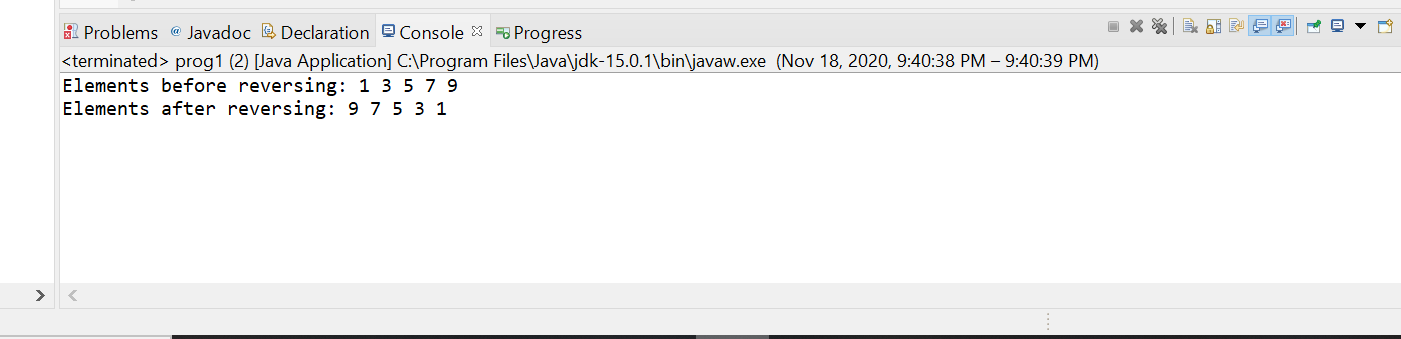 Problems @ Javadoc Declaration Console Progress
<terminated> prog1 (2) [Java Application] C:\Program Files\Java\jdk-15.0.1\bin\javaw.exe (Nov 18, 2020, 9:40:38 PM – 9:40:39 PM)
Elements before reversing: 1 3 5 7 9
Elements after reversing: 9 7 5 3 1